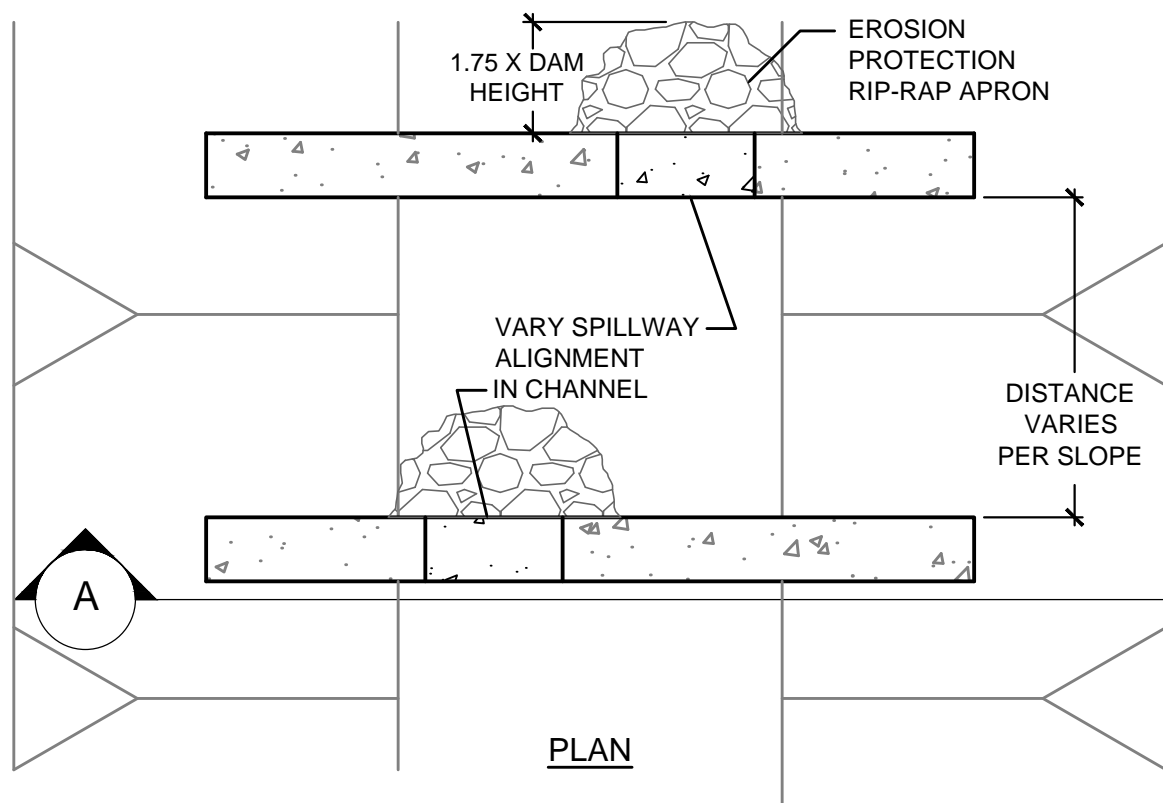 1.75 X DAM
HEIGHT
EROSION
PROTECTION
RIP-RAP APRON
VARY SPILLWAY
ALIGNMENT
IN CHANNEL
DISTANCE
VARIES
PER SLOPE
A
PLAN